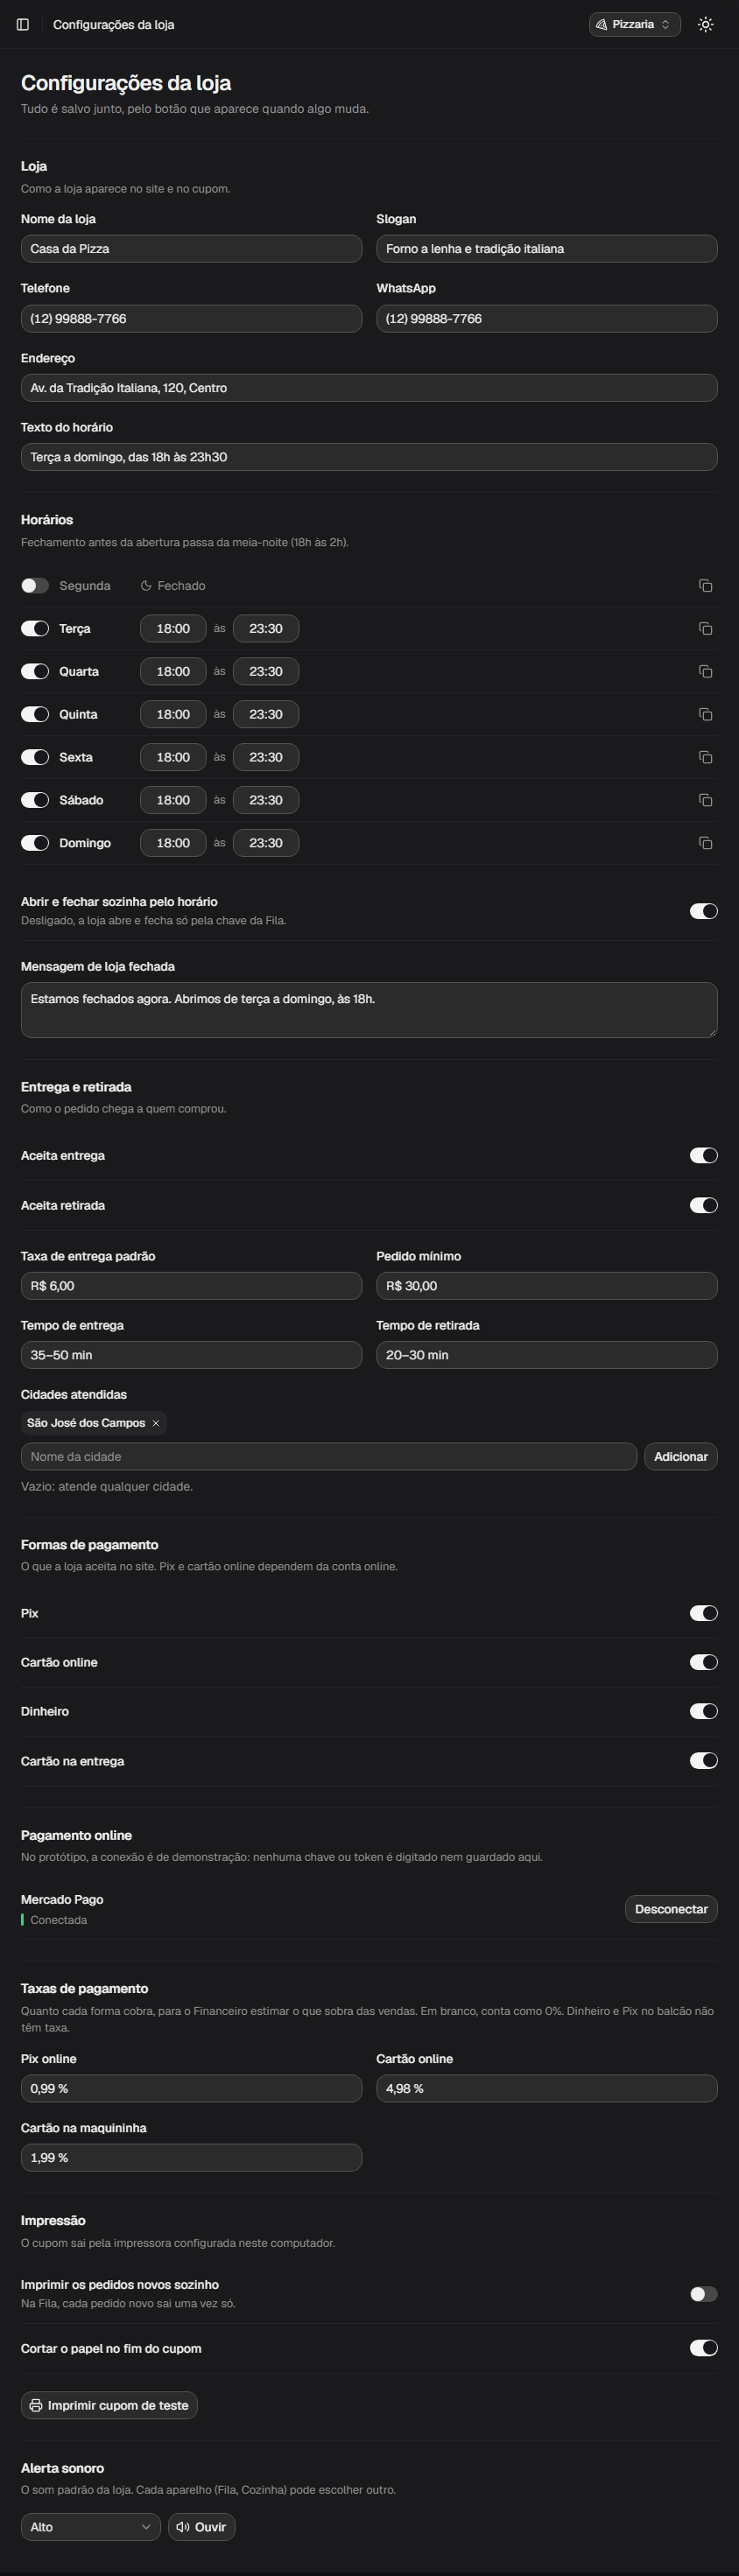 Configurações da loja
Pizzaria
Configurações da loja
Tudo é salvo junto, pelo botão que aparece quando algo muda.
Loja
Como a loja aparece no site e no cupom.
Nome da loja
Slogan
Casa da Pizza
Forno a lenha e tradição italiana
Telefone
WhatsApp
(12) 99888-7766
(12) 99888-7766
Endereço
Av. da Tradição Italiana, 120, Centro
Texto do horário
Terça a domingo, das 18h às 23h30
Horários
Fechamento antes da abertura passa da meia-noite (18h às 2h).
Segunda Fechado
Terça 18:00 às 23:30
Quarta 18:00 às 23:30
Quinta 18:00 às 23:30
Sexta 18:00 às 23:30
Sábado 18:00 às 23:30
Domingo 18:00 às 23:30
Abrir e fechar sozinha pelo horário
Desligado, a loja abre e fecha só pela chave da Fila.
Mensagem de loja fechada
Estamos fechados agora. Abrimos de terça a domingo, às 18h.
Entrega e retirada
Como o pedido chega a quem comprou.
Aceita entrega
Aceita retirada
Taxa de entrega padrão
Pedido mínimo
R$ 6,00
R$ 30,00
Tempo de entrega
Tempo de retirada
35–50 min
20–30 min
Cidades atendidas
São José dos Campos ×
Nome da cidade
Adicionar
Vazio: atende qualquer cidade.
Formas de pagamento
O que a loja aceita no site. Pix e cartão online dependem da conta online.
Pix
Cartão online
Dinheiro
Cartão na entrega
Pagamento online
No protótipo, a conexão é de demonstração: nenhuma chave ou token é digitado nem guardado aqui.
Mercado Pago
Conectada
Desconectar
Taxas de pagamento
Quanto cada forma cobra, para o Financeiro estimar o que sobra das vendas. Em branco, conta como 0%. Dinheiro e Pix no balcão não
têm taxa.
Pix online
Cartão online
0,99 %
4,98 %
Cartão na maquininha
1,99 %
Impressão
O cupom sai pela impressora configurada neste computador.
Imprimir os pedidos novos sozinho
Na Fila, cada pedido novo sai uma vez só.
Cortar o papel no fim do cupom
Imprimir cupom de teste
Alerta sonoro
O som padrão da loja. Cada aparelho (Fila, Cozinha) pode escolher outro.
Alto
Ouvir